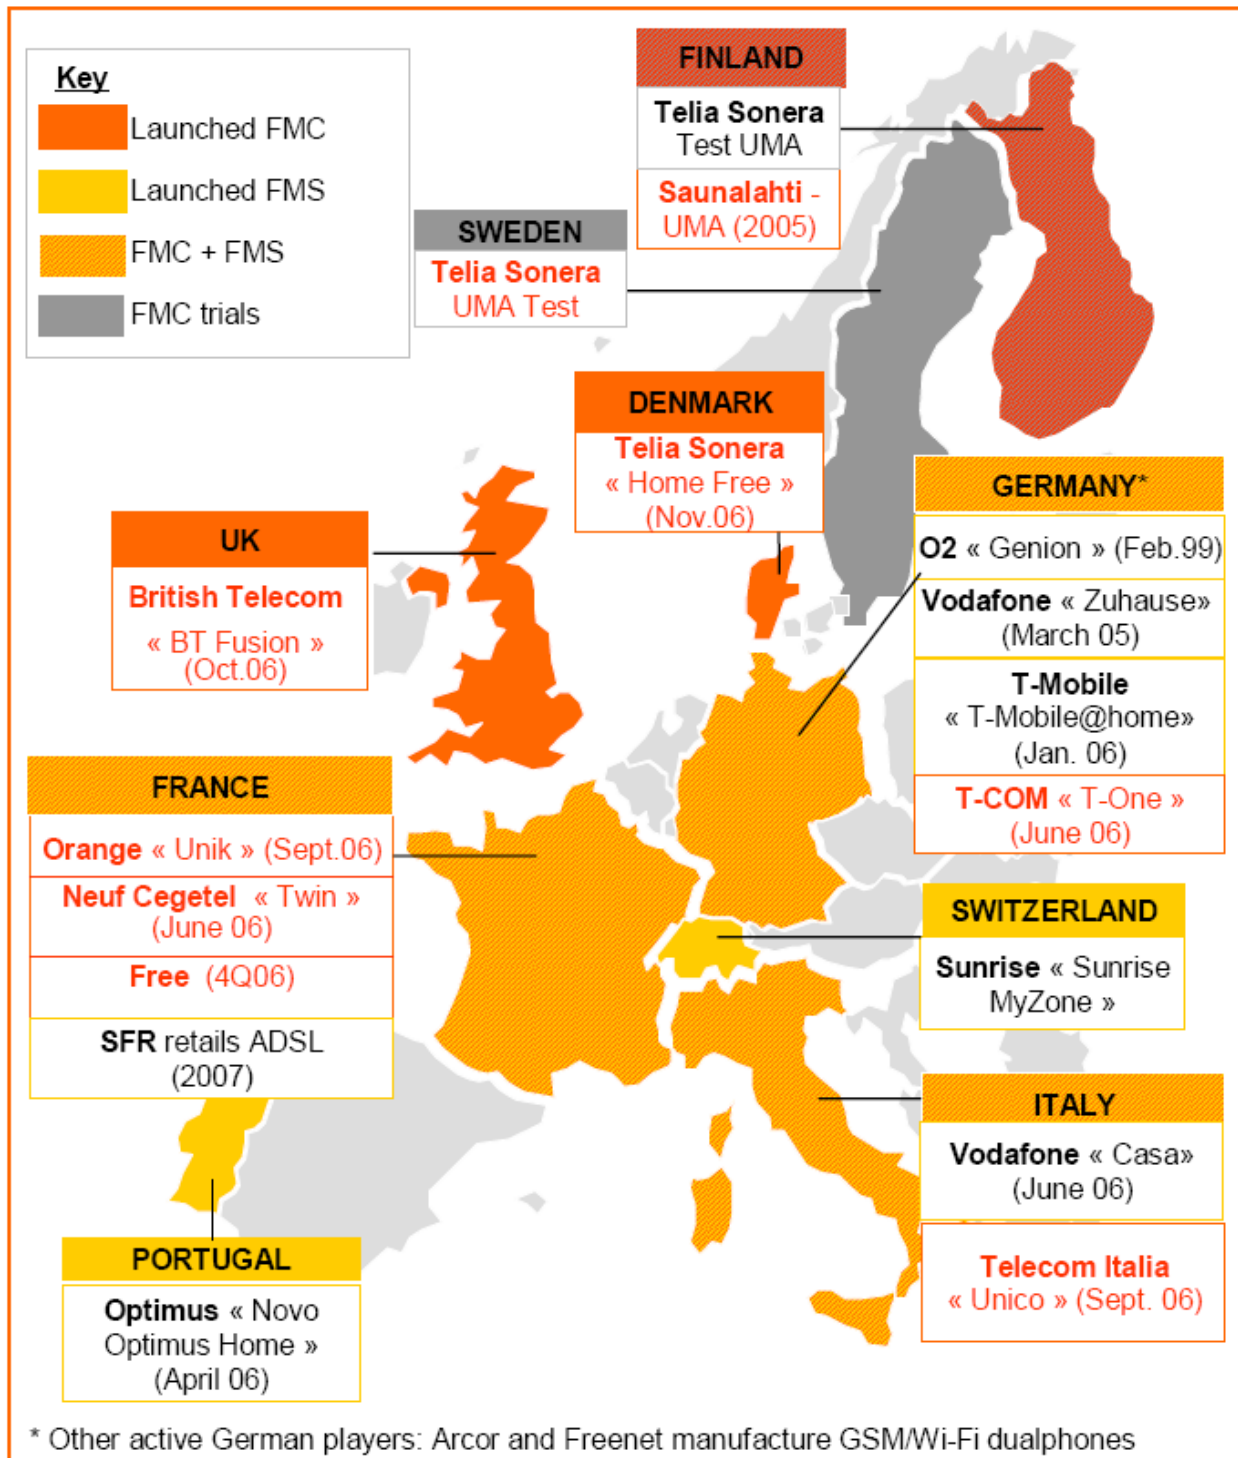 Key
Launched FMC
Launched FMS
FMC + FMS
FMC trials
FINLAND
Telia Sonera
Test UMA
Saunalahti -
UMA (2005)
SWEDEN
Telia Sonera
UMA Test
DENMARK
Telia Sonera
« Home Free »
(Nov.06)
UK
British Telecom
« BT Fusion »
(Oct.06)
GERMANY*
O2 « Genion » (Feb.99)
Vodafone « Zuhause»
(March 05)
T-Mobile
« T-Mobile@home»
(Jan. 06)
T-COM « T-One »
(June 06)
FRANCE
Orange « Unik » (Sept.06)
Neuf Cegetel « Twin »
(June 06)
Free (4Q06)
SFR retails ADSL
(2007)
SWITZERLAND
Sunrise « Sunrise
MyZone »
ITALY
Vodafone « Casa»
(June 06)
Telecom Italia
« Unico » (Sept. 06)
PORTUGAL
Optimus « Novo
Optimus Home »
(April 06)
* Other active German players: Arcor and Freenet manufacture GSM/Wi-Fi dualphones